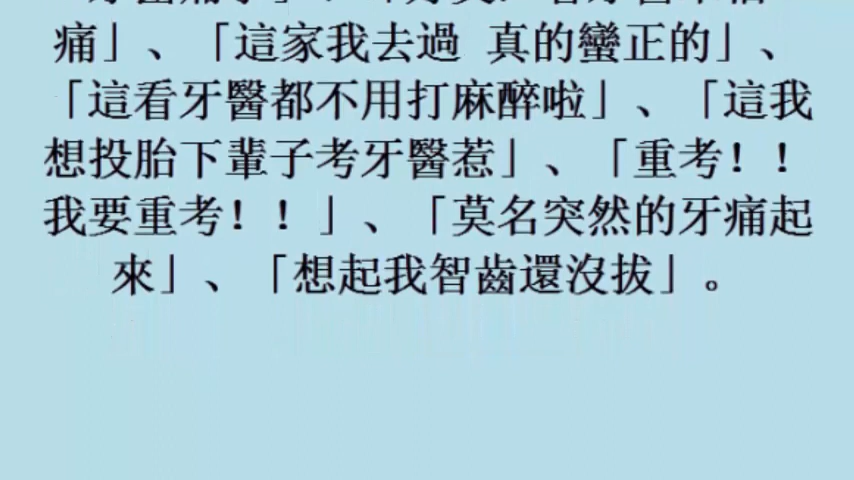 痛」、「這家我去過 真的蠻正的」、
「這看牙醫都不用打麻醉啦」、「這我
想投胎下輩子考牙醫惹」、「重考！！
我要重考！！」、「莫名突然的牙痛起
來」、「想起我智齒還沒拔」。